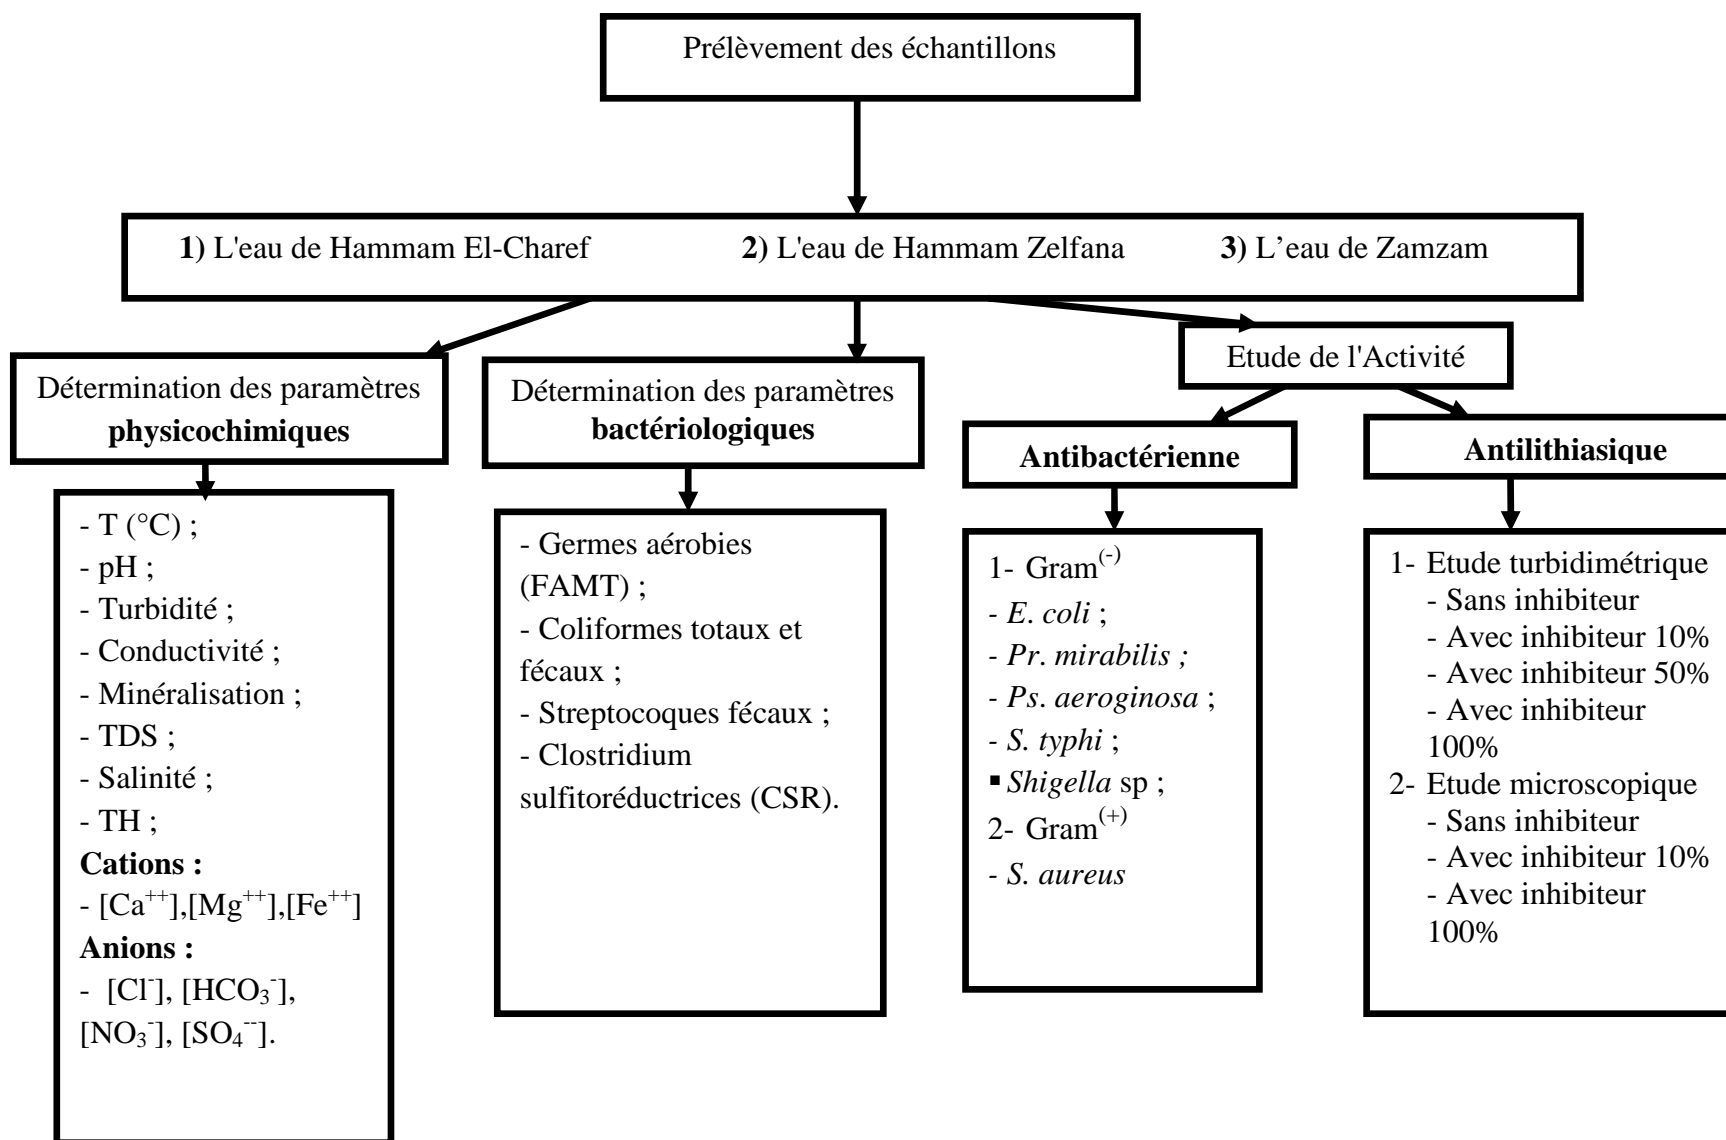 Prélèvement des échantillons
1) L'eau de Hammam El-Charef 2) L'eau de Hammam Zelfana 3) L’eau de Zamzam
Détermination des paramètres
physicochimiques
- T (°C) ;
- pH ;
- Turbidité ;
- Conductivité ;
- Minéralisation ;
- TDS ;
- Salinité ;
- TH ;
Cations :
- [Ca⁺⁺],[Mg⁺⁺],[Fe⁺⁺]
Anions :
- [Cl⁻], [HCO₃⁻],
[NO₃⁻], [SO₄⁻⁻].
Détermination des paramètres
bactériologiques
- Germes aérobies
(FAMT) ;
- Coliformes totaux et
fécaux ;
- Streptocoques fécaux ;
- Clostridium
sulfitoréductrices (CSR).
Etude de l'Activité
Antibactérienne
1- Gram⁽⁻⁾
- E. coli ;
- Pr. mirabilis ;
- Ps. aeroginosa ;
- S. typhi ;
▪ Shigella sp ;
2- Gram⁽⁺⁾
- S. aureus
Antilithiasique
1- Etude turbidimétrique
- Sans inhibiteur
- Avec inhibiteur 10%
- Avec inhibiteur 50%
- Avec inhibiteur
100%
2- Etude microscopique
- Sans inhibiteur
- Avec inhibiteur 10%
- Avec inhibiteur
100%